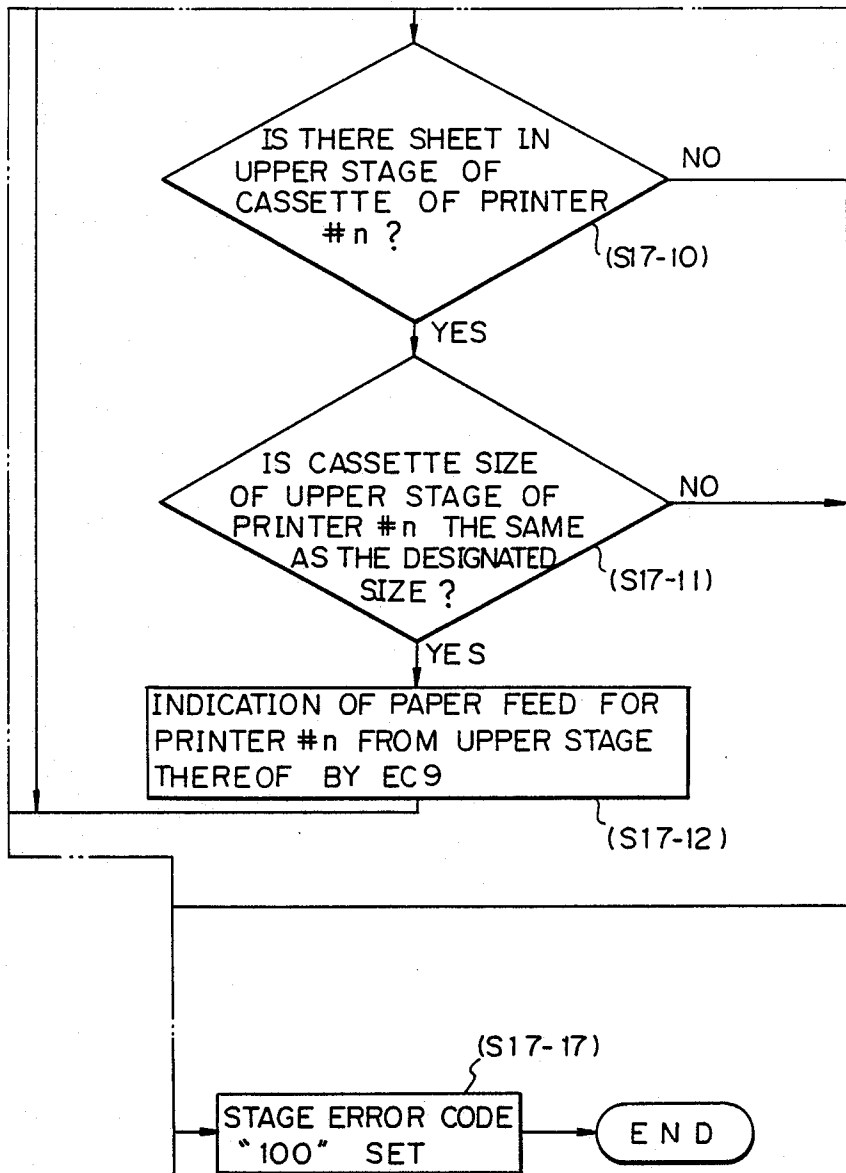 IS THERE SHEET IN
UPPER STAGE OF
CASSETTE OF PRINTER
#n ?
NO
(S17-10)
YES
IS CASSETTE SIZE
OF UPPER STAGE OF
PRINTER #n THE SAME
AS THE DESIGNATED
SIZE ?
NO
(S17-11)
YES
INDICATION OF PAPER FEED FOR
PRINTER #n FROM UPPER STAGE
THEREOF BY EC9
(S17-12)
(S17-17)
STAGE ERROR CODE
"100" SET
END